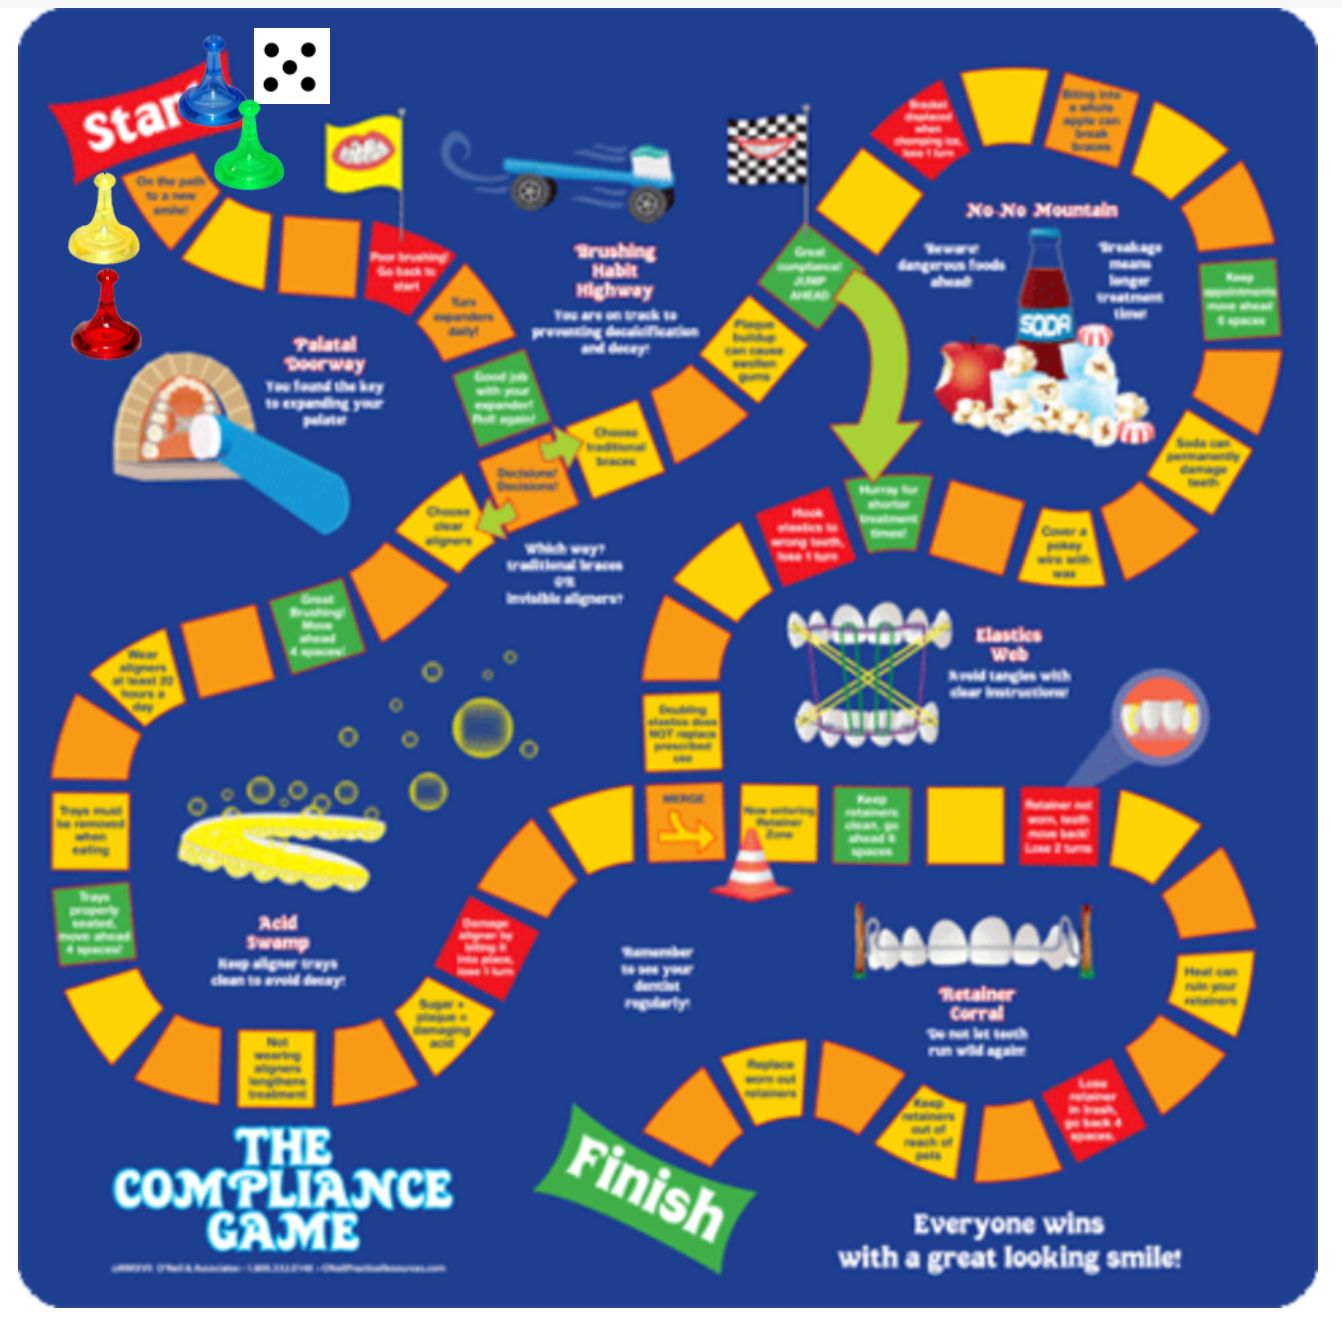 Start
On the path
to a new
smile!
Poor brushing!
Go back to
start
Turn
expanders
daily!
Good job
with your
expander!
Roll again!
Decisions!
Decisions!
Choose
traditional
braces
Choose
clear
aligners
Which way?
traditional braces
OR
invisible aligners?
Palatal
Doorway
You found the key
to expanding your
palate!
Brushing
Habit
Highway
You are on track to
preventing decalcification
and decay!
Plaque
buildup
can cause
swollen
gums
Great
compliance!
JUMP
AHEAD
Bracket
displaced
when
chomping ice,
lose 1 turn
Biting into
a whole
apple can
break
braces
No-No Mountain
Beware!
dangerous foods
ahead!
Breakage
means
longer
treatment
time!
SODA
Keep
appointments
move ahead
6 spaces
Soda can
permanently
damage
teeth
Cover a
pokey
wire with
wax
Hurray for
shorter
treatment
times!
Hook
elastics to
wrong teeth,
lose 1 turn
Doubling
elastics does
NOT replace
prescribed
use
Elastics
Web
Avoid tangles with
clear instructions!
Great
Brushing!
Move
ahead
4 spaces!
Wear
aligners
at least 22
hours a
day
Trays must
be removed
when
eating
Trays
properly
seated,
move ahead
4 spaces!
Acid
Swamp
Keep aligner trays
clean to avoid decay!
Not
wearing
aligners
lengthens
treatment
Sugar +
plaque =
damaging
acid
Damage
aligner by
biting it
into place,
lose 1 turn
MERGE
Now entering
Retainer
Zone
Keep
retainers
clean, go
ahead 6
spaces
Retainer not
worn, teeth
move back!
Lose 2 turns
Remember
to see your
dentist
regularly!
Retainer
Corral
Do not let teeth
run wild again!
Heat can
ruin your
retainers
Lose
retainer
in trash,
go back 4
spaces.
Keep
retainers
out of
reach of
pets
Replace
worn out
retainers
Finish
THE
COMPLIANCE
GAME
Everyone wins
with a great looking smile!